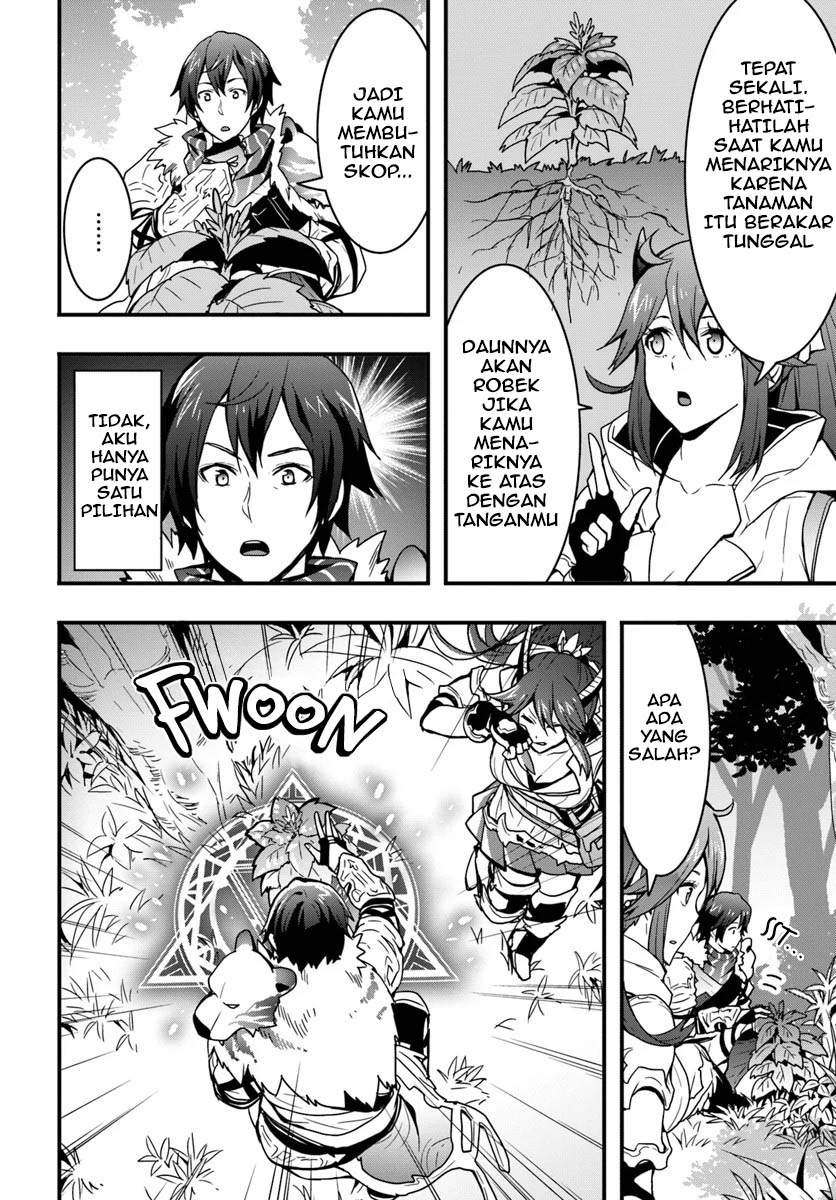 TEPAT
SEKALI.
BERHATI-
HATILAH
SAAT KAMU
MENARIKNYA
KARENA
TANAMAN
ITU BERAKAR
TUNGGAL
DAUNNYA
AKAN
ROBEK
JIKA
KAMU
MENA-
RIKNYA
KE ATAS
DENGAN
TANGANMU
JADI
KAMU
MEMBU-
TUHKAN
SKOP...
......
TIDAK,
AKU
HANYA
PUNYA
SATU
PILIHAN
APA
ADA
YANG
SALAH?
SST...
FWOON